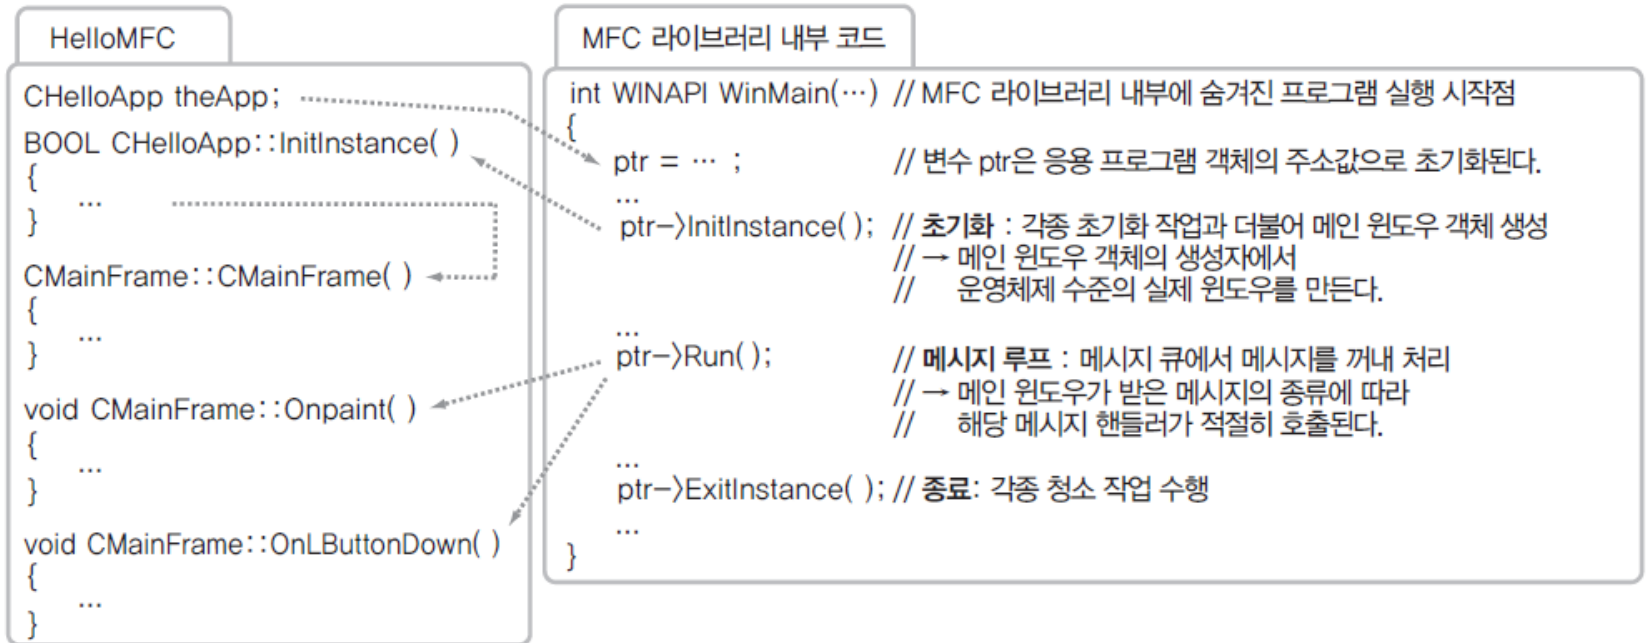 HelloMFC
CHelloApp theApp;
BOOL CHelloApp::InitInstance( )
{
...
}
CMainFrame::CMainFrame( )
{
...
}
void CMainFrame::Onpaint( )
{
...
}
void CMainFrame::OnLButtonDown( )
{
...
}
MFC 라이브러리 내부 코드
int WINAPI WinMain(…) // MFC 라이브러리 내부에 숨겨진 프로그램 실행 시작점
{
ptr = … ; // 변수 ptr은 응용 프로그램 객체의 주소값으로 초기화된다.
...
ptr->InitInstance( ); // 초기화 : 각종 초기화 작업과 더불어 메인 윈도우 객체 생성
// → 메인 윈도우 객체의 생성자에서
// 운영체제 수준의 실제 윈도우를 만든다.
...
ptr->Run( ); // 메시지 루프 : 메시지 큐에서 메시지를 꺼내 처리
// → 메인 윈도우가 받은 메시지의 종류에 따라
// 해당 메시지 핸들러가 적절히 호출된다.
...
ptr->ExitInstance( ); // 종료: 각종 청소 작업 수행
...
}